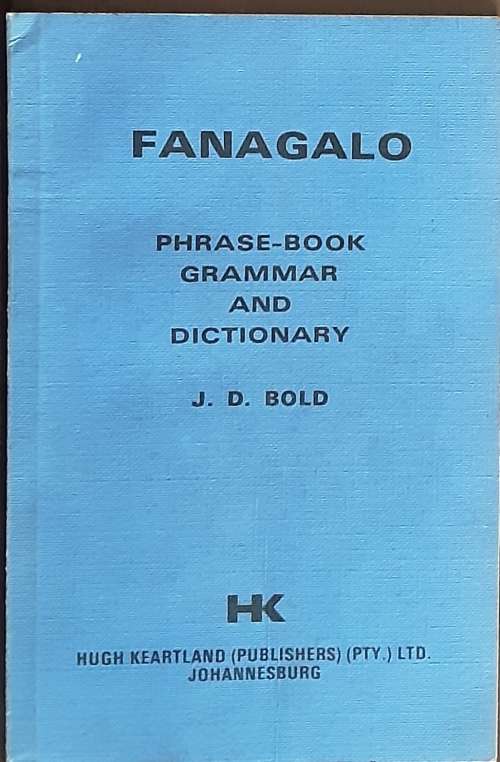 FANAGALO
PHRASE-BOOK
GRAMMAR
AND
DICTIONARY
J. D. BOLD
HK
HUGH KEARTLAND (PUBLISHERS) (PTY.) LTD.
JOHANNESBURG